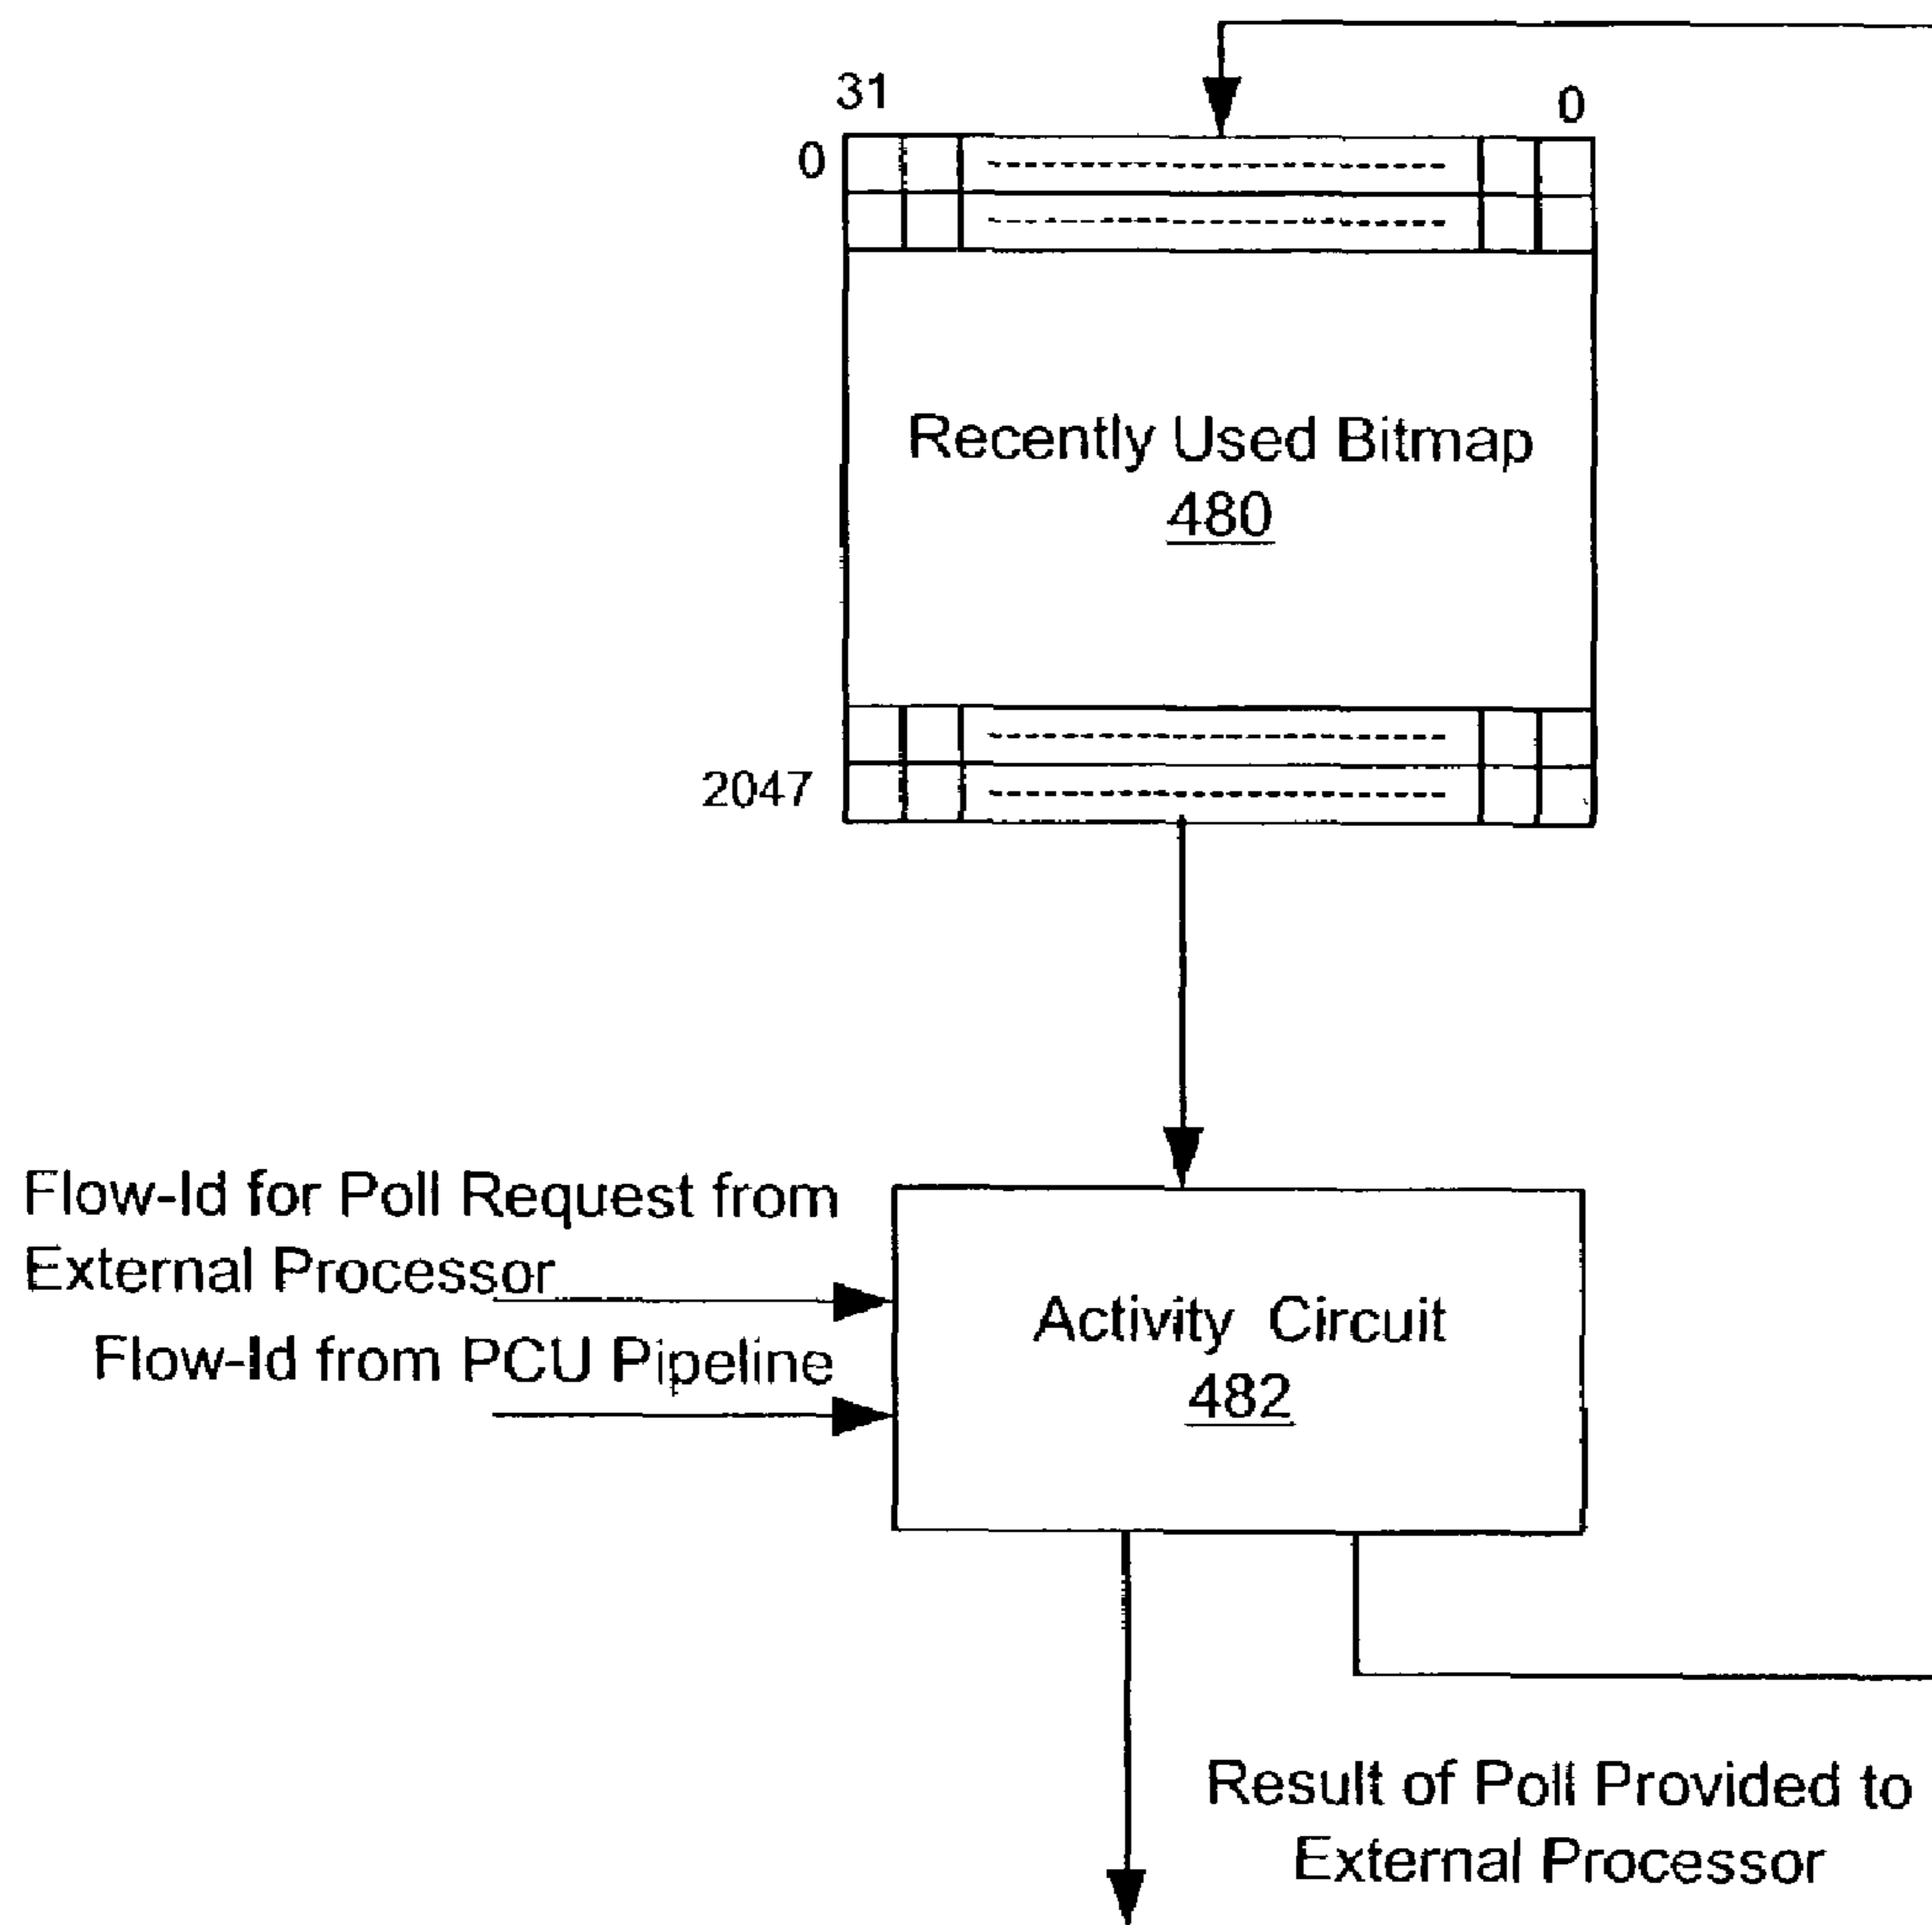 31
0
0
Recently Used Bitmap
480
2047
Flow-Id for Poll Request from
External Processor
Flow-Id from PCU Pipeline
Activity Circuit
482
Result of Poll Provided to
External Processor